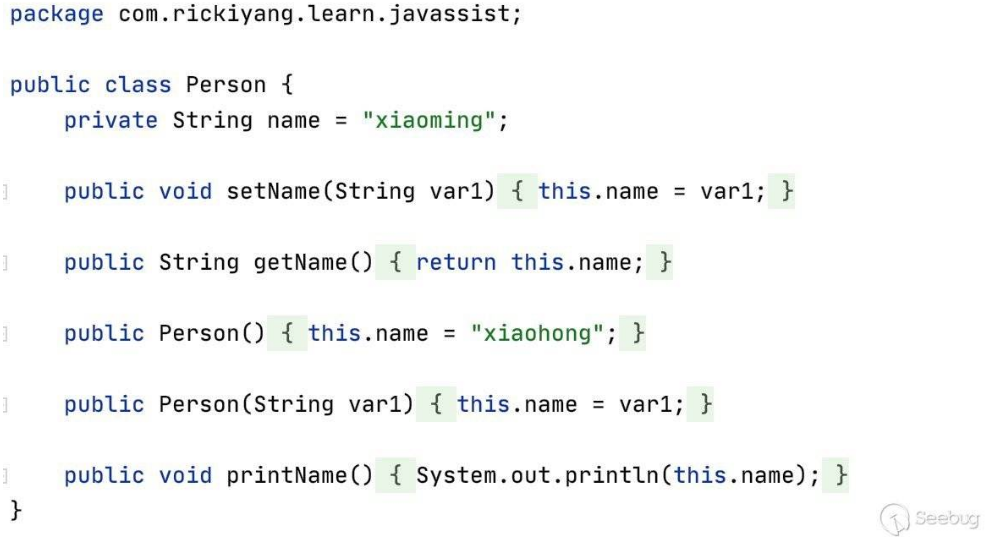 package com.rickiyang.learn.javassist;
public class Person {
    private String name = "xiaoming";
    public void setName(String var1) { this.name = var1; }
    public String getName() { return this.name; }
    public Person() { this.name = "xiaohong"; }
    public Person(String var1) { this.name = var1; }
    public void printName() { System.out.println(this.name); }
}
Seebug